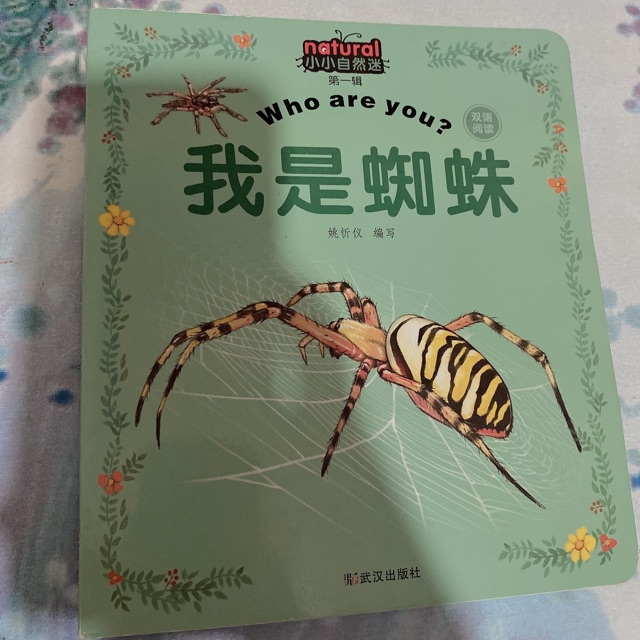 natural
小小自然迷
第一辑
Who are you?
双语
阅读
我是蜘蛛
姚忻仪 编写
武汉出版社